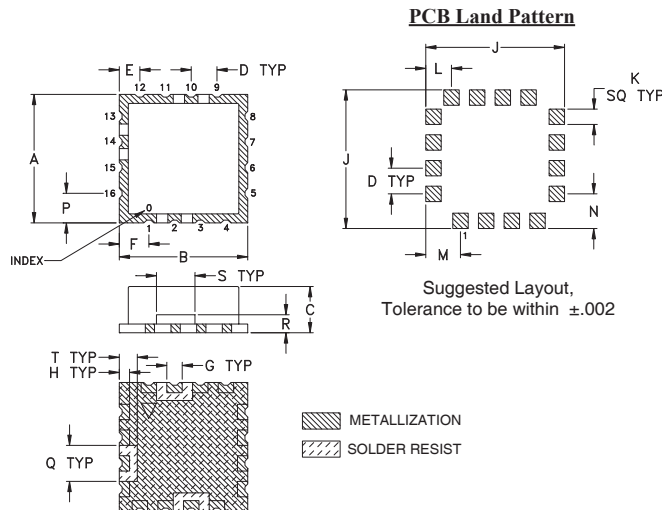 PCB Land Pattern
E
D TYP
12 11 10 9
13
14
15
16
8
7
6
5
A
P
0
1 2 3 4
F
INDEX
B
S TYP
C
R
T TYP
H TYP
G TYP
Q TYP
J
L
K
SQ TYP
J
D TYP
N
1
M
Suggested Layout,
Tolerance to be within ±.002
METALLIZATION
SOLDER RESIST